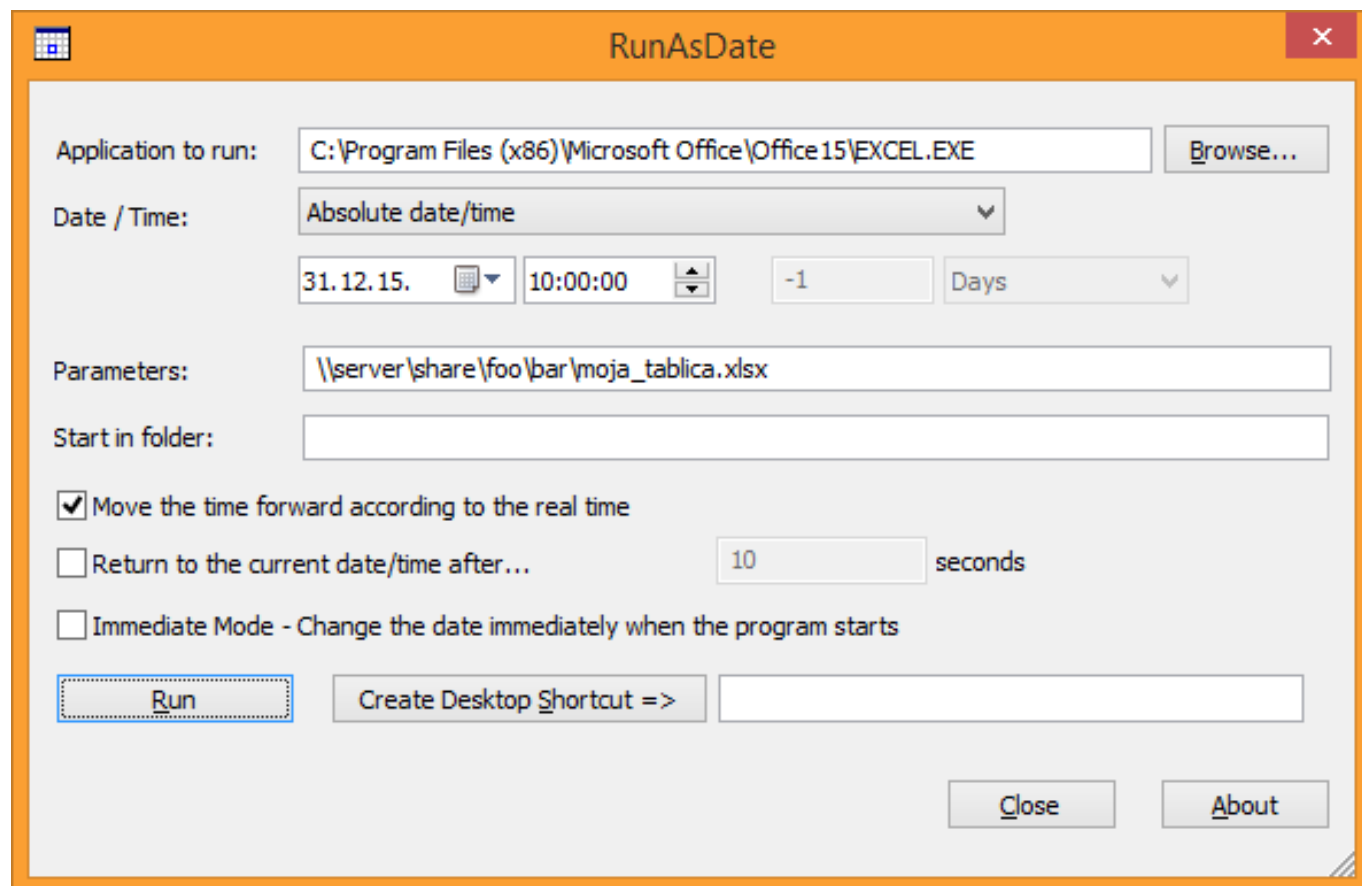 RunAsDate
Application to run: C:\Program Files (x86)\Microsoft Office\Office15\EXCEL.EXE Browse...
Date / Time: Absolute date/time
31.12.15. 10:00:00 -1 Days
Parameters: \\server\share\foo\bar\moja_tablica.xlsx
Start in folder:
Move the time forward according to the real time
Return to the current date/time after... 10 seconds
Immediate Mode - Change the date immediately when the program starts
Run Create Desktop Shortcut =>
Close About